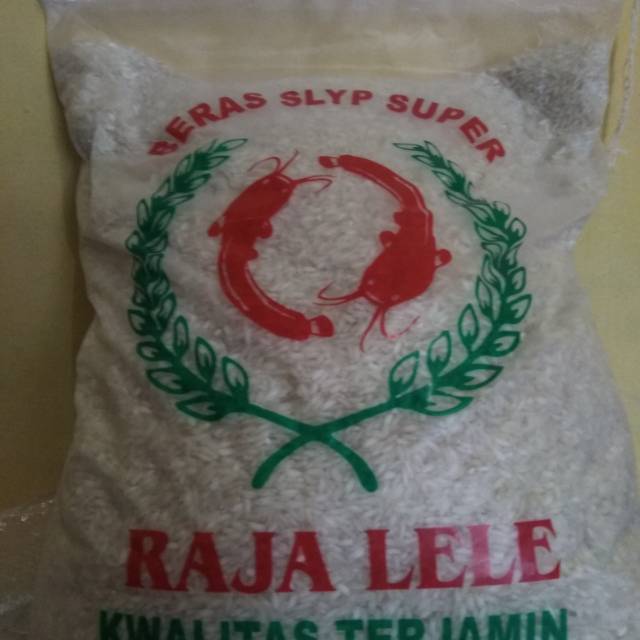 BERAS SLYP SUPER
RAJA LELE
KWALITAS TERJAMIN